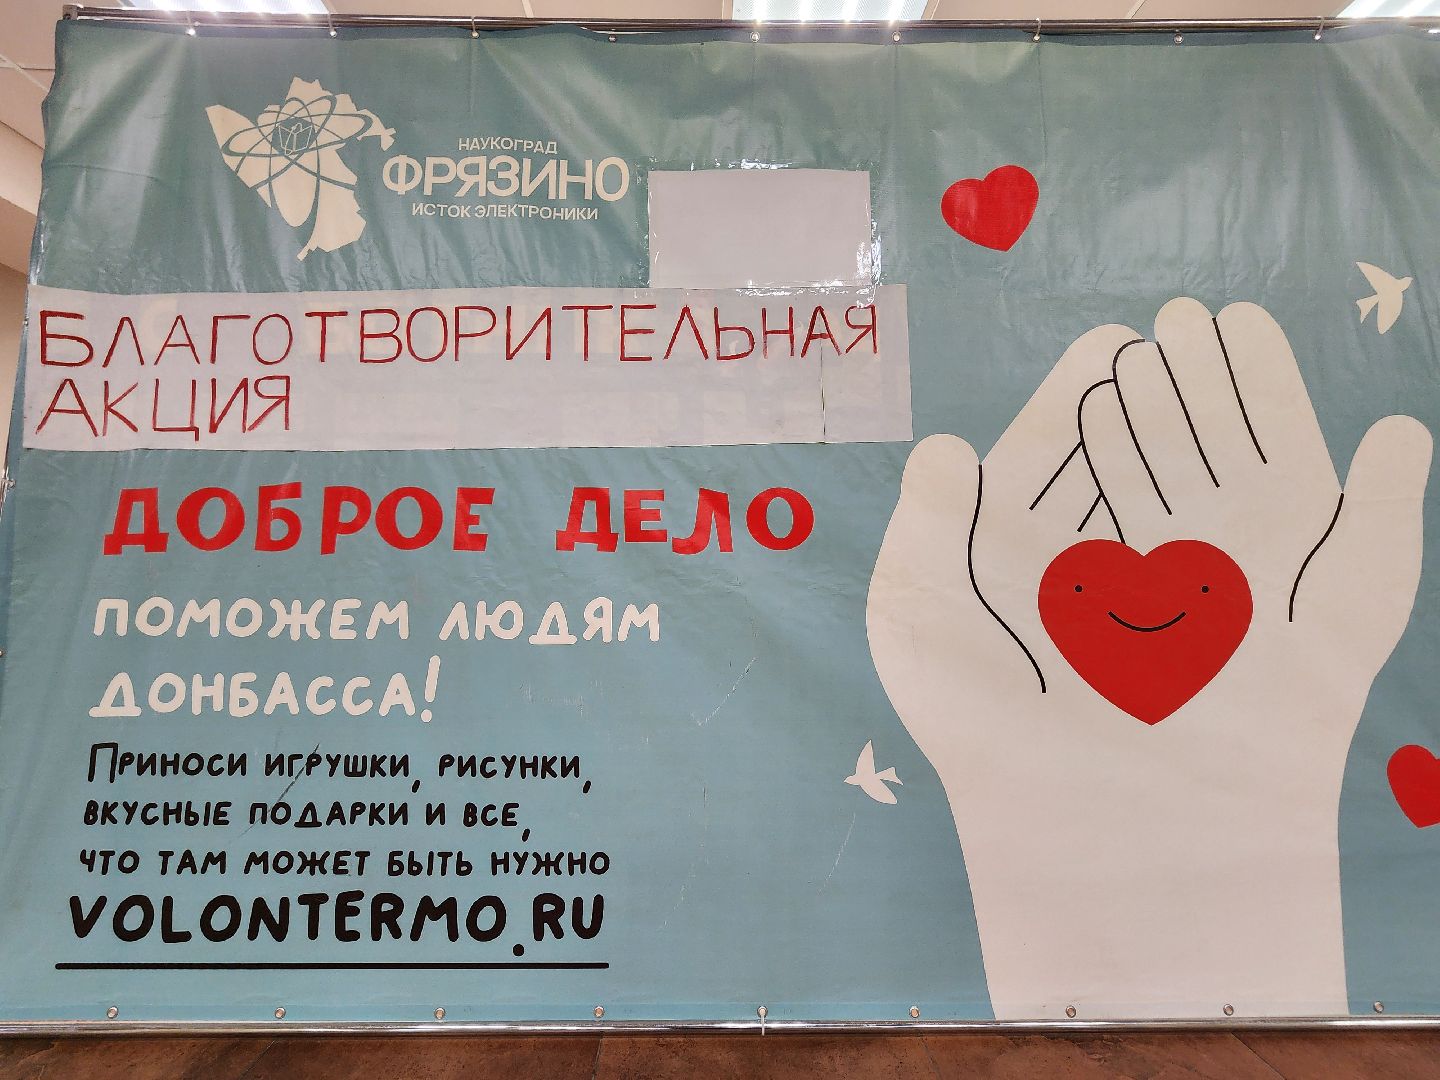 НАУКОГРАД
ФРЯЗИНО
ИСТОК ЭЛЕКТРОНИКИ
БЛАГОТВОРИТЕЛЬНАЯ
АКЦИЯ
ДОБРОЕ ДЕЛО
ПОМОЖЕМ ЛЮДЯМ
ДОНБАССА!
ПРИНОСИ ИГРУШКИ, РИСУНКИ,
ВКУСНЫЕ ПОДАРКИ И ВСЕ,
ЧТО ТАМ МОЖЕТ БЫТЬ НУЖНО
VOLONTERMO.RU